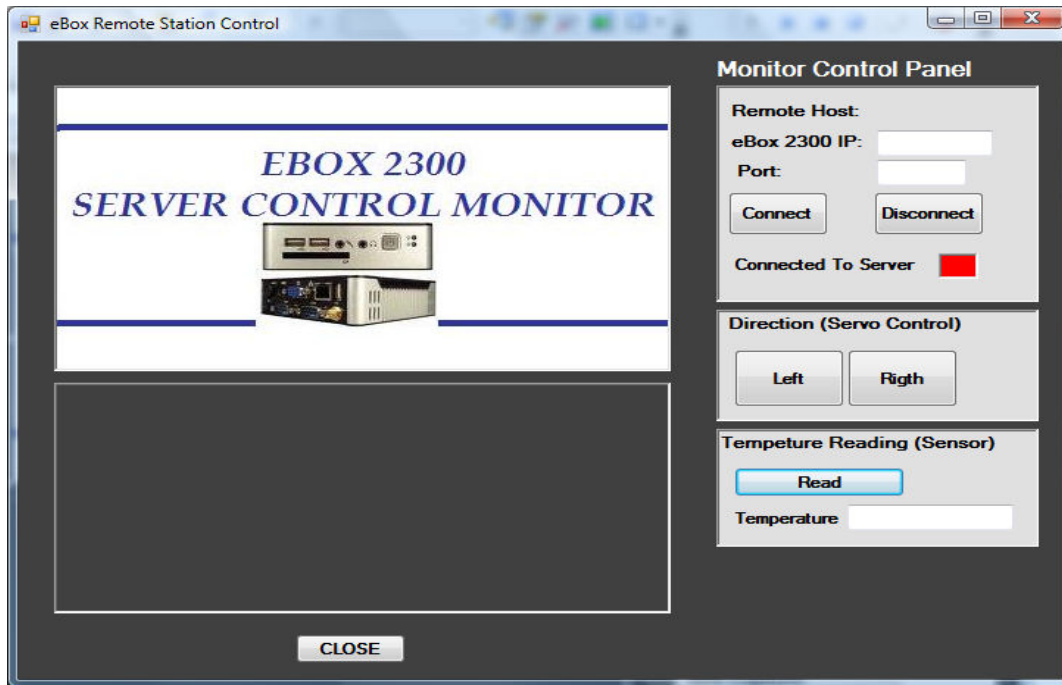 eBox Remote Station Control
EBOX 2300
SERVER CONTROL MONITOR
CLOSE
Monitor Control Panel
Remote Host:
eBox 2300 IP:
Port:
Connect Disconnect
Connected To Server
Direction (Servo Control)
Left Rigth
Tempeture Reading (Sensor)
Read
Temperature